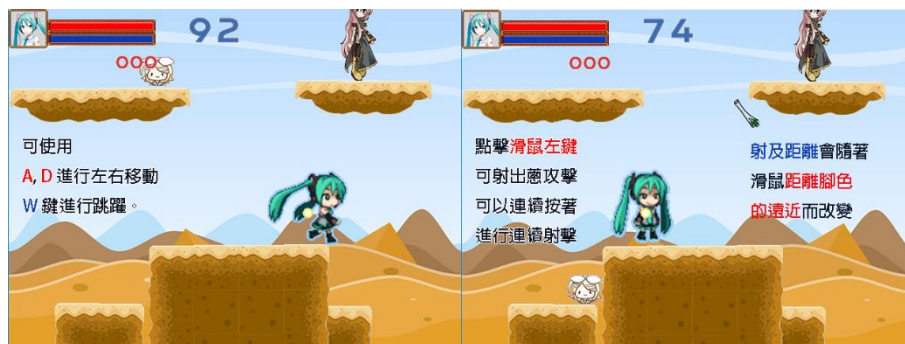 92
000
可使用
A, D 進行左右移動
W 鍵進行跳躍。
74
000
點擊滑鼠左鍵
可射出蔥攻擊
可以連續按著
進行連續射擊
射及距離會隨著
滑鼠距離腳色
的遠近而改變